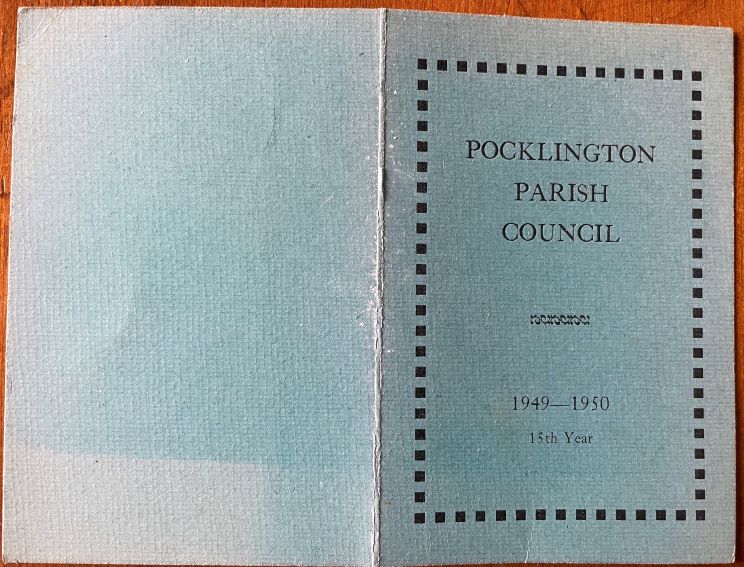 POCKLINGTON
PARISH
COUNCIL
1949—1950
15th Year